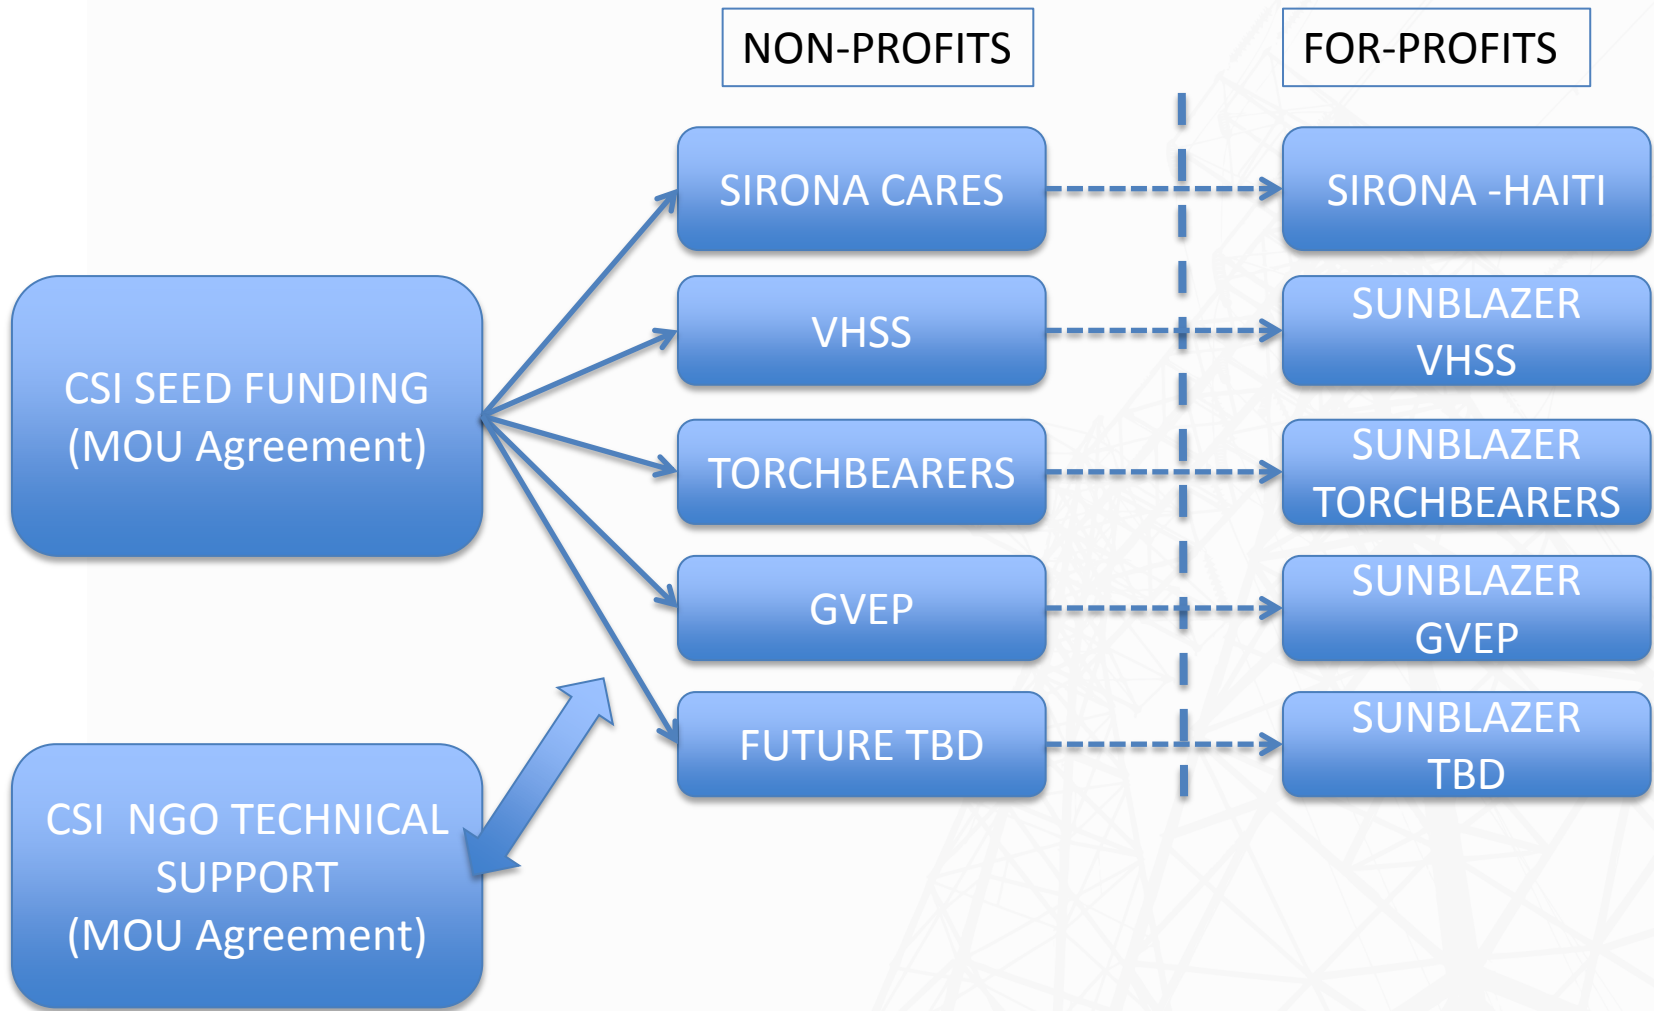 NON-PROFITS
FOR-PROFITS
SIRONA CARES
SIRONA -HAITI
VHSS
SUNBLAZER
VHSS
CSI SEED FUNDING
(MOU Agreement)
TORCHBEARERS
SUNBLAZER
TORCHBEARERS
GVEP
SUNBLAZER
GVEP
FUTURE TBD
SUNBLAZER
TBD
CSI  NGO TECHNICAL
SUPPORT
(MOU Agreement)